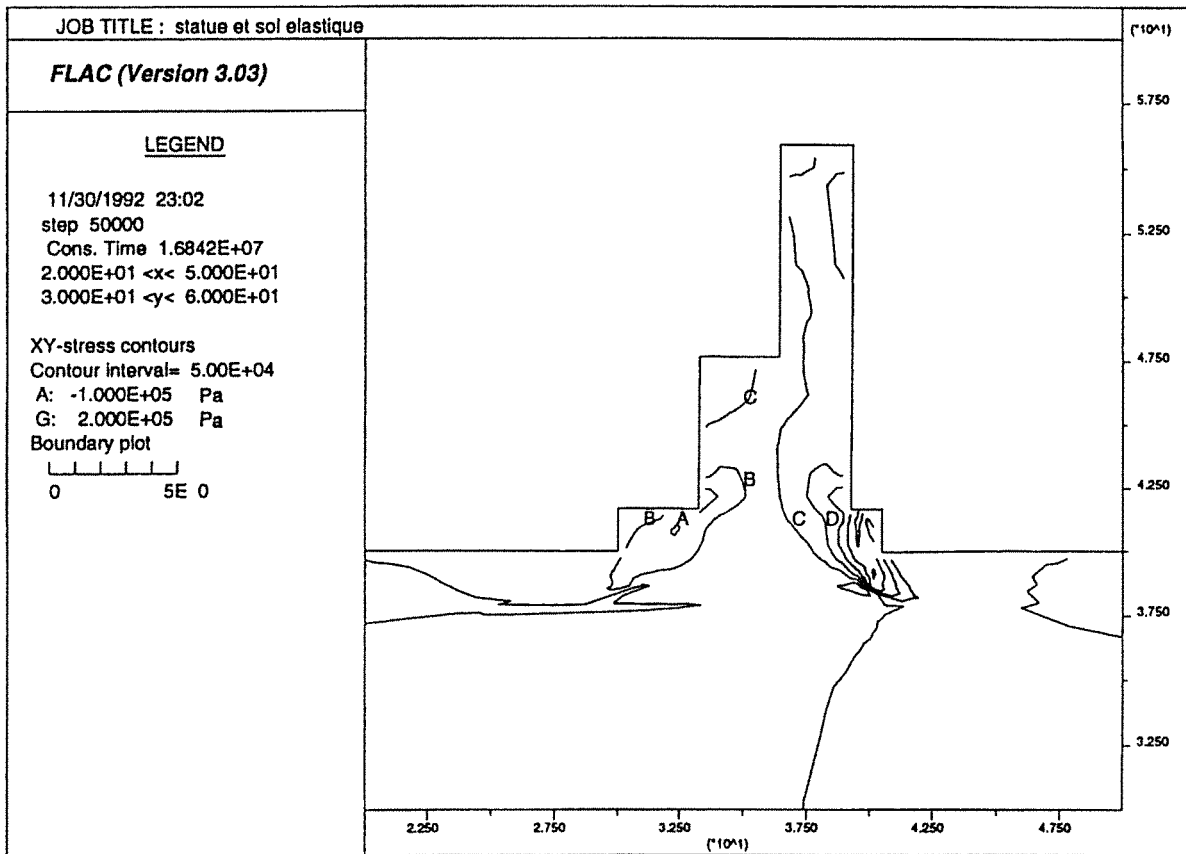 JOB TITLE : statue et sol elastique
(*10^1)
FLAC (Version 3.03)
LEGEND
11/30/1992 23:02
step 50000
Cons. Time 1.6842E+07
2.000E+01 <x< 5.000E+01
3.000E+01 <y< 6.000E+01
XY-stress contours
Contour interval= 5.00E+04
A: -1.000E+05 Pa
G: 2.000E+05 Pa
Boundary plot
0 5E 0
5.750
5.250
4.750
4.250
3.750
3.250
C
B
B A C D
2.250 2.750 3.250 3.750 4.250 4.750
(*10^1)